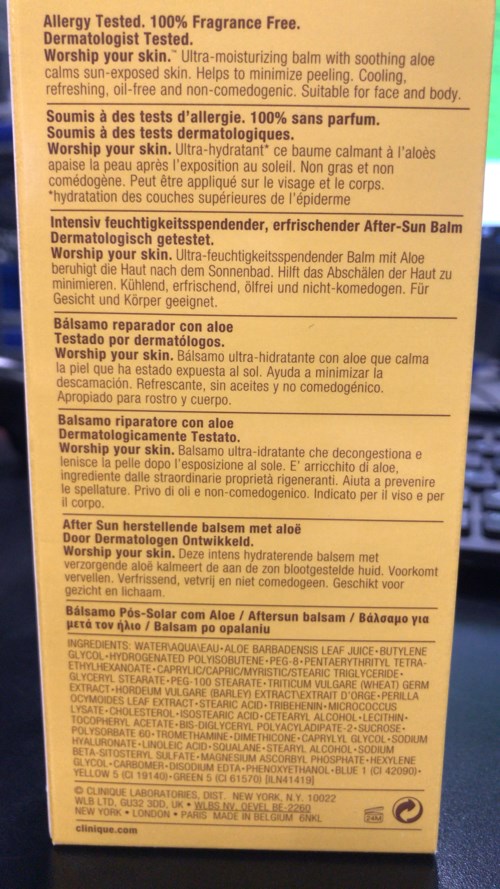 Allergy Tested. 100% Fragrance Free.
Dermatologist Tested.
Worship your skin.™ Ultra-moisturizing balm with soothing aloe
calms sun-exposed skin. Helps to minimize peeling. Cooling,
refreshing, oil-free and non-comedogenic. Suitable for face and body.
Soumis à des tests d'allergie. 100% sans parfum.
Soumis à des tests dermatologiques.
Worship your skin. Ultra-hydratant* ce baume calmant à l'aloès
apaise la peau après l'exposition au soleil. Non gras et non
comédogène. Peut être appliqué sur le visage et le corps.
*hydratation des couches supérieures de l'épiderme
Intensiv feuchtigkeitsspendender, erfrischender After-Sun Balm
Dermatologisch getestet.
Worship your skin. Ultra-feuchtigkeitsspendender Balm mit Aloe
beruhigt die Haut nach dem Sonnenbad. Hilft das Abschälen der Haut zu
minimieren. Kühlend, erfrischend, ölfrei und nicht-komedogen. Für
Gesicht und Körper geeignet.
Bálsamo reparador con aloe
Testado por dermatólogos.
Worship your skin. Bálsamo ultra-hidratante con aloe que calma
la piel que ha estado expuesta al sol. Ayuda a minimizar la
descamación. Refrescante, sin aceites y no comedogénico.
Apropiado para rostro y cuerpo.
Balsamo riparatore con aloe
Dermatologicamente Testato.
Worship your skin. Balsamo ultra-idratante che decongestiona e
lenisce la pelle dopo l'esposizione al sole. E' arricchito di aloe,
ingrediente dalle straordinarie proprietà rigeneranti. Aiuta a prevenire
le spellature. Privo di oli e non-comedogenico. Indicato per il viso e per
il corpo.
After Sun herstellende balsem met aloë
Door Dermatologen Ontwikkeld.
Worship your skin. Deze intens hydraterende balsem met
verzorgende aloë kalmeert de aan de zon blootgestelde huid. Voorkomt
vervellen. Verfrissend, vetvrij en niet comedogeen. Geschikt voor
gezicht en lichaam.
Bálsamo Pós-Solar com Aloe / Aftersun balsam / Βάλσαμο για
μετά τον ήλιο / Balsam po opalaniu
INGREDIENTS: WATER\AQUA\EAU • ALOE BARBADENSIS LEAF JUICE • BUTYLENE
GLYCOL • HYDROGENATED POLYISOBUTENE • PEG-8 • PENTAERYTHRITYL TETRA-
ETHYLHEXANOATE • CAPRYLIC/CAPRIC/MYRISTIC/STEARIC TRIGLYCERIDE •
GLYCERYL STEARATE • PEG-100 STEARATE • TRITICUM VULGARE (WHEAT) GERM
EXTRACT • HORDEUM VULGARE (BARLEY) EXTRACT\EXTRAIT D'ORGE • PERILLA
OCYMOIDES LEAF EXTRACT • STEARIC ACID • TRIBEHENIN • MICROCOCCUS
LYSATE • CHOLESTEROL • ISOSTEARIC ACID • CETEARYL ALCOHOL • LECITHIN •
TOCOPHERYL ACETATE • BIS-DIGLYCERYL POLYACYLADIPATE-2 • SUCROSE •
POLYSORBATE 60 • TROMETHAMINE • DIMETHICONE • CAPRYLYL GLYCOL • SODIUM
HYALURONATE • LINOLEIC ACID • SQUALANE • STEARYL ALCOHOL • SODIUM
BETA-SITOSTERYL SULFATE • MAGNESIUM ASCORBYL PHOSPHATE • HEXYLENE
GLYCOL • CARBOMER • DISODIUM EDTA • PHENOXYETHANOL • BLUE 1 (CI 42090) •
YELLOW 5 (CI 19140) • GREEN 5 (CI 61570) [ILN41419]
© CLINIQUE LABORATORIES, DIST. NEW YORK, N.Y. 10022
WLB LTD, GU32 3DD, UK • WLBS NV, OEVEL BE-2260
NEW YORK • LONDON • PARIS MADE IN BELGIUM 6NKL
24M
clinique.com